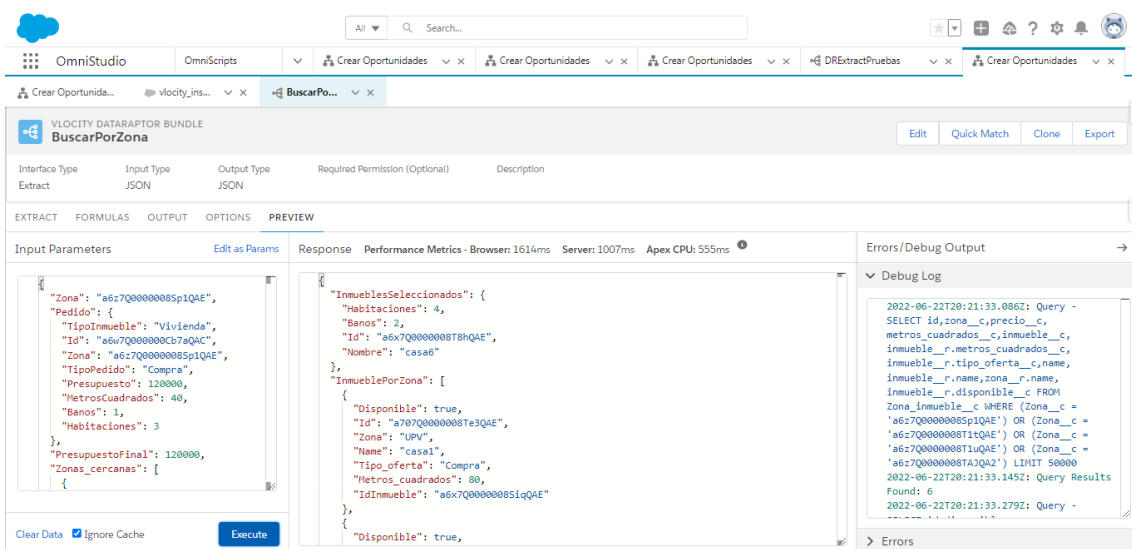 All
Search...
OmniStudio
OmniScripts
Crear Oportunidades
Crear Oportunidades
Crear Oportunidades
DRExtractPruebas
Crear Oportunidades
Crear Oportunida...
vlocity_ins...
BuscarPo...
VLOCITY DATARAPTOR BUNDLE
BuscarPorZona
Edit
Quick Match
Clone
Export
Interface Type
Input Type
Output Type
Required Permission (Optional)
Description
Extract
JSON
JSON
EXTRACT
FORMULAS
OUTPUT
OPTIONS
PREVIEW
Input Parameters
Edit as Params
{
"Zona": "a6z7Q0000008Sp1QAE",
"Pedido": {
"TipoInmueble": "Vivienda",
"Id": "a6w7Q000000Cb7aQAC",
"Zona": "a6z7Q0000008Sp1QAE",
"TipoPedido": "Compra",
"Presupuesto": 120000,
"MetrosCuadrados": 40,
"Banos": 1,
"Habitaciones": 3
},
"PresupuestoFinal": 120000,
"Zonas_cercanas": [
{
Clear Data
Ignore Cache
Execute
Response Performance Metrics - Browser: 1614ms Server: 1007ms Apex CPU: 555ms
{
"InmueblesSeleccionados": {
"Habitaciones": 4,
"Banos": 2,
"Id": "a6x7Q0000008T8hQAE",
"Nombre": "casa6"
},
"InmueblePorZona": [
{
"Disponible": true,
"Id": "a707Q0000008Te3QAE",
"Zona": "UPV",
"Name": "casa1",
"Tipo_oferta": "Compra",
"Metros_cuadrados": 80,
"IdInmueble": "a6x7Q0000008SiqQAE"
},
{
"Disponible": true,
Errors/Debug Output
Debug Log
2022-06-22T20:21:33.086Z: Query -
SELECT id,zona__c,precio__c,
metros_cuadrados__c,inmueble__c,
inmueble__r.metros_cuadrados__c,
inmueble__r.tipo_oferta__c,name,
inmueble__r.name,zona__r.name,
inmueble__r.disponible__c FROM
Zona_inmueble__c WHERE (Zona__c =
'a6z7Q0000008Sp1QAE') OR (Zona__c =
'a6z7Q0000008T1tQAE') OR (Zona__c =
'a6z7Q0000008T1uQAE') OR (Zona__c =
'a6z7Q0000008TAJQA2') LIMIT 50000
2022-06-22T20:21:33.145Z: Query Results
Found: 6
2022-06-22T20:21:33.279Z: Query -
Errors